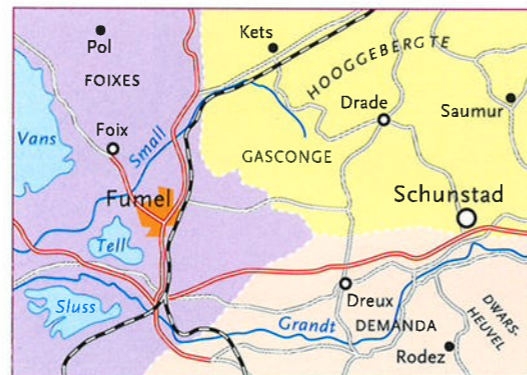 Pol
Kets
FOIXES
HOOGGEBERGTE
Drade
Saumur
Vans
Foix
Small
GASCONGE
Fumel
Schunstad
Tell
Sluss
Dreux
Grandt
DEMANDA
DWARS-
HEUVEL
Rodez